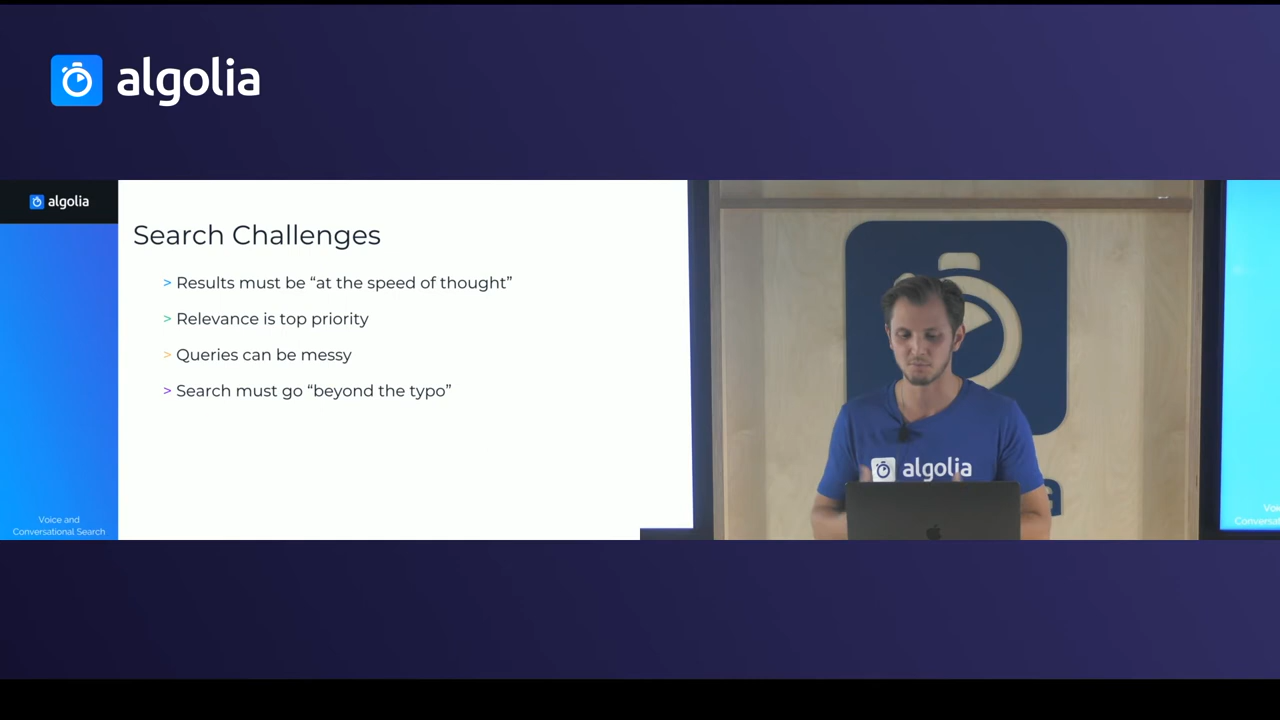 algolia
algolia
Search Challenges
> Results must be “at the speed of thought”
> Relevance is top priority
> Queries can be messy
> Search must go “beyond the typo”
Voice and
Conversational Search
algolia